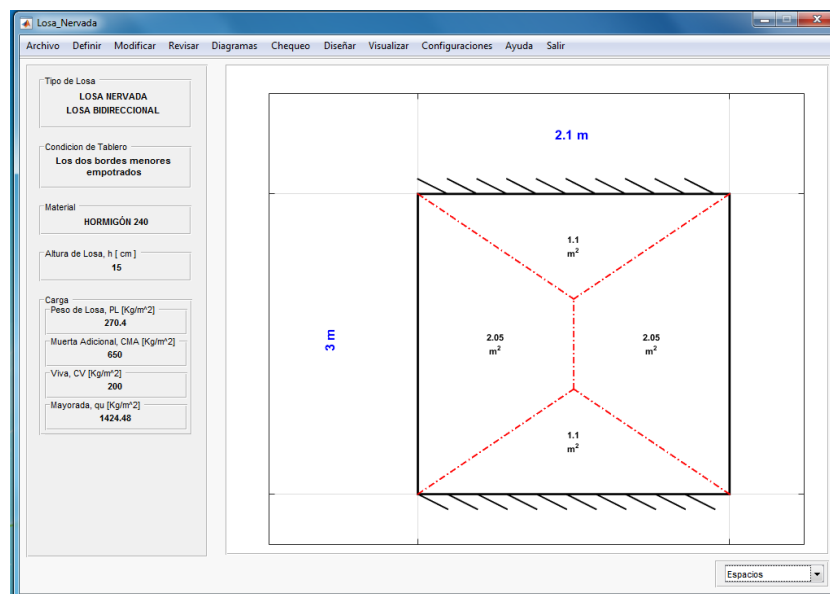 Losa_Nervada
Archivo Definir Modificar Revisar Diagramas Chequeo Diseñar Visualizar Configuraciones Ayuda Salir
Tipo de Losa
LOSA NERVADA
LOSA BIDIRECCIONAL
Condicion de Tablero
Los dos bordes menores
empotrados
Material
HORMIGÓN 240
Altura de Losa, h [ cm ]
15
Carga
Peso de Losa, PL [Kg/m^2]
270.4
Muerta Adicional, CMA [Kg/m^2]
650
Viva, CV [Kg/m^2]
200
Mayorada, qu [Kg/m^2]
1424.48
2.1 m
1.1
m²
3 m
2.05
m²
2.05
m²
1.1
m²
Espacios